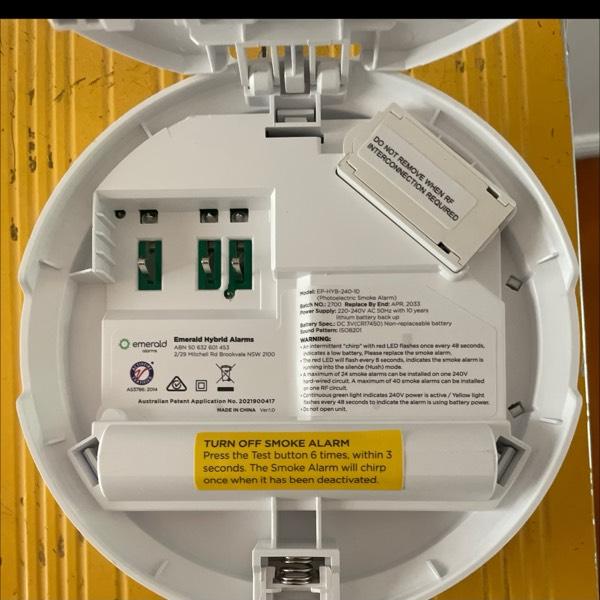 DO NOT REMOVE WHEN RF
INTERCONNECTION REQUIRED
Model: EP-HYB-240-10
(Photoelectric Smoke Alarm)
Batch NO.: 2700 Replace By End: APR, 2033
Power Supply: 220-240V AC 50Hz with 10 years
lithium battery back up
Battery Spec.: DC 3V(CR17450) Non-replaceable battery
Sound Pattern: ISO8201
WARNING:
•An intermittent "chirp" with red LED flashes once every 48 seconds,
indicates a low battery, Please replace the smoke alarm.
•The red LED will flash every 8 seconds, indicates the smoke alarm is
running into the silence (Hush) mode.
•A maximum of 24 smoke alarms can be installed on one 240V
hard-wired circuit. A maximum of 40 smoke alarms can be installed
on one RF circuit.
•Continuous green light indicates 240V power is active / Yellow light
flashes every 48 seconds to indicate the alarm is using battery power.
•Do not open unit.
emerald
alarms
Emerald Hybrid Alarms
ABN 50 632 601 453
2/29 Mitchell Rd Brookvale NSW 2100
AS3786: 2014
Australian Patent Application No. 2021900417
MADE IN CHINA Ver1.0
TURN OFF SMOKE ALARM
Press the Test button 6 times, within 3
seconds. The Smoke Alarm will chirp
once when it has been deactivated.